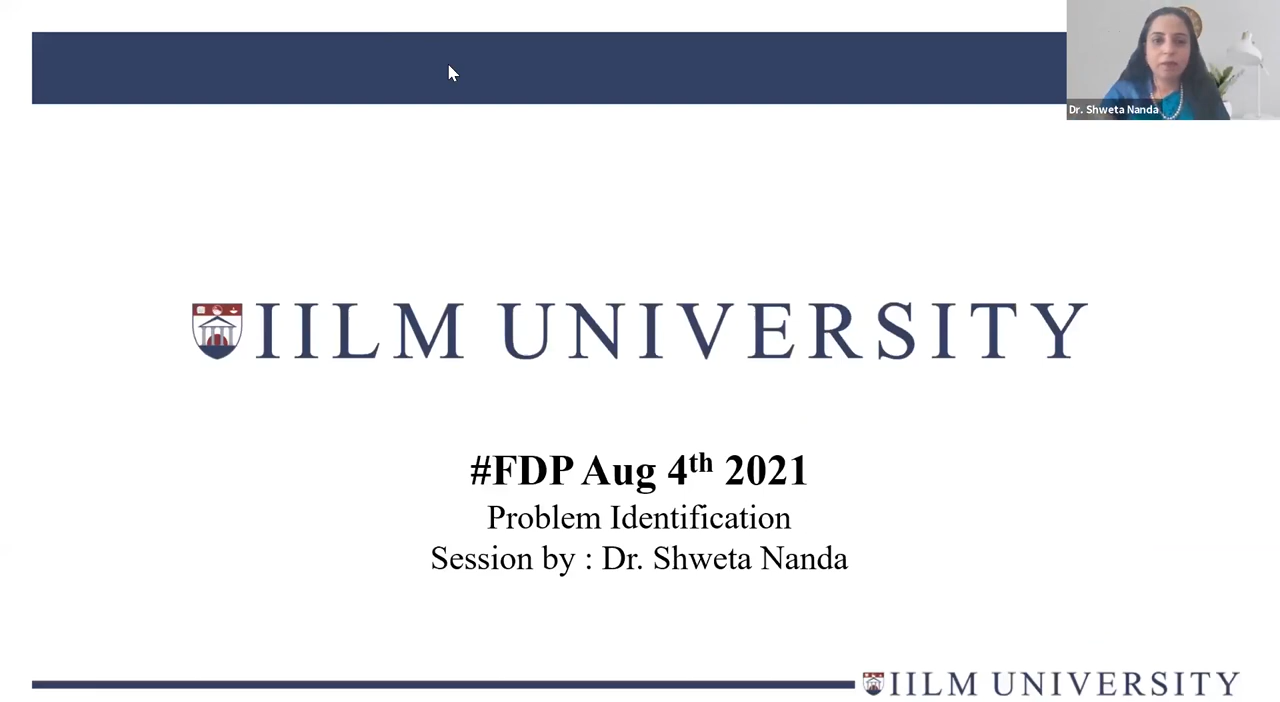 Dr. Shweta Nanda
IILM UNIVERSITY
#FDP Aug 4th 2021
Problem Identification
Session by : Dr. Shweta Nanda
IILM UNIVERSITY